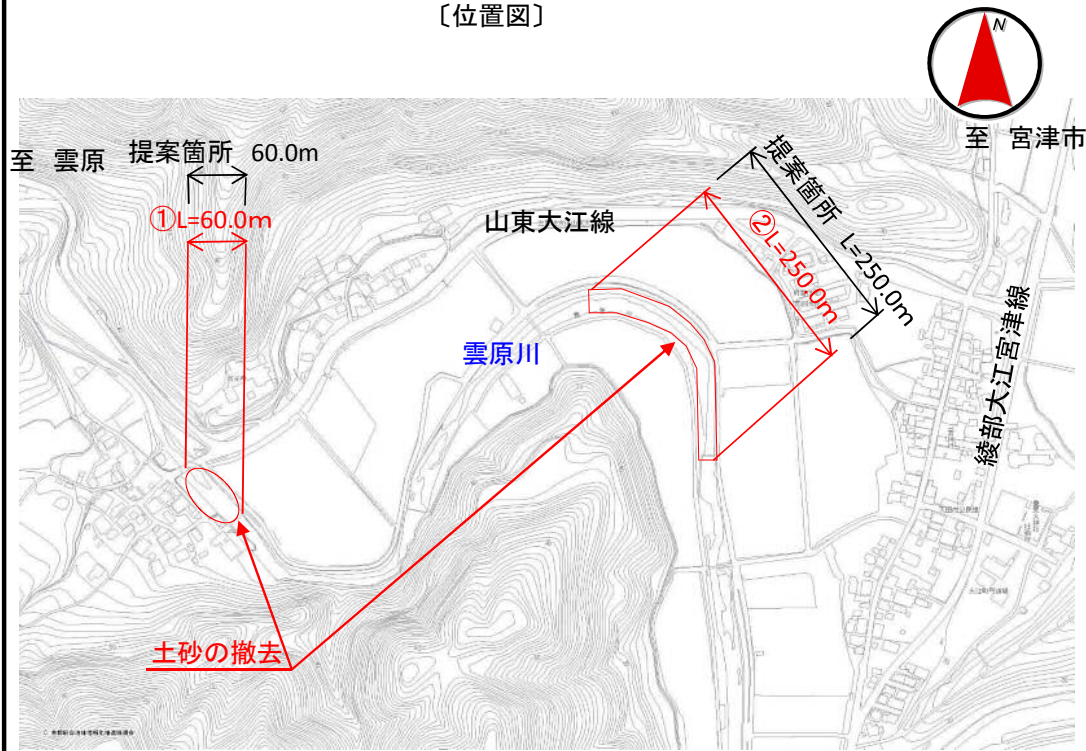 〔位置図〕
N
至 宮津市
至 雲原
提案箇所 60.0m
①L=60.0m
山東大江線
提案箇所 L=250.0m
②L=250.0m
雲原川
綾部大江宮津線
土砂の撤去